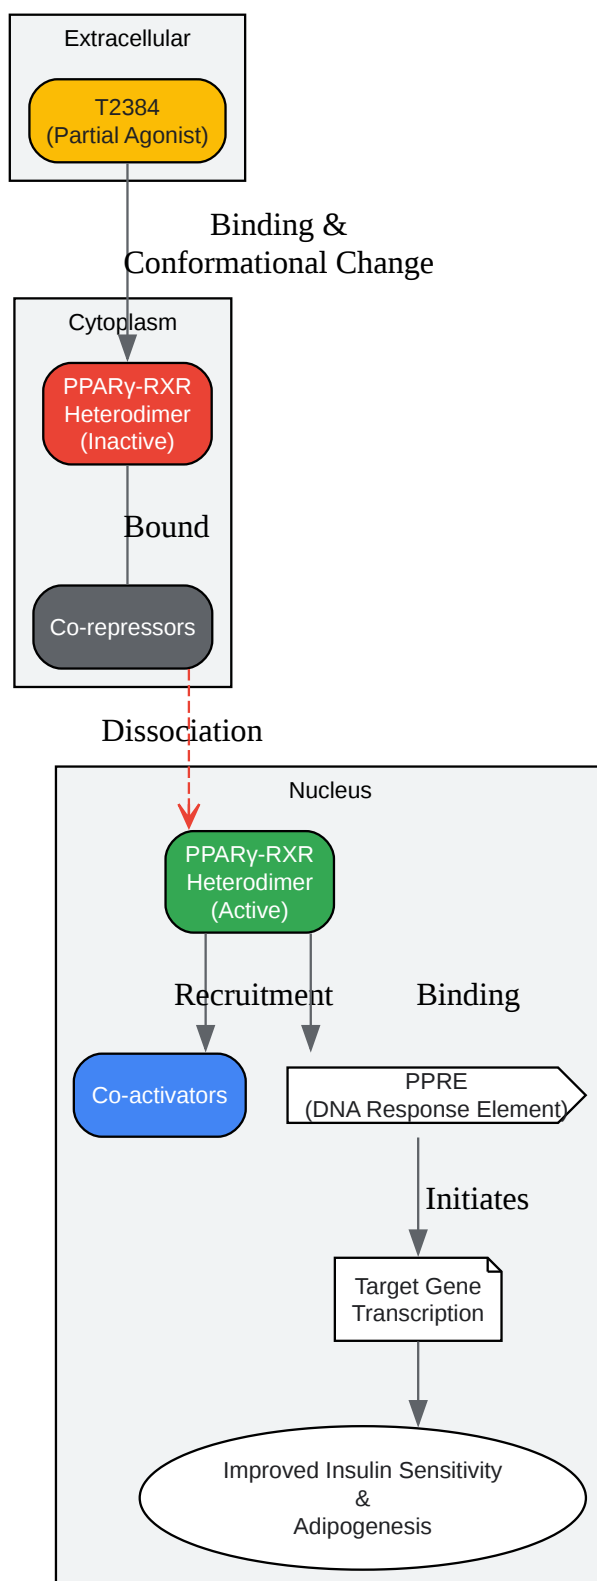 Extracellular
T2384
(Partial Agonist)
Binding &
Conformational Change
Cytoplasm
PPARγ-RXR
Heterodimer
(Inactive)
Bound
Co-repressors
Dissociation
Nucleus
PPARγ-RXR
Heterodimer
(Active)
Recruitment
Binding
Co-activators
PPRE
(DNA Response Element)
Initiates
Target Gene
Transcription
Improved Insulin Sensitivity
&
Adipogenesis